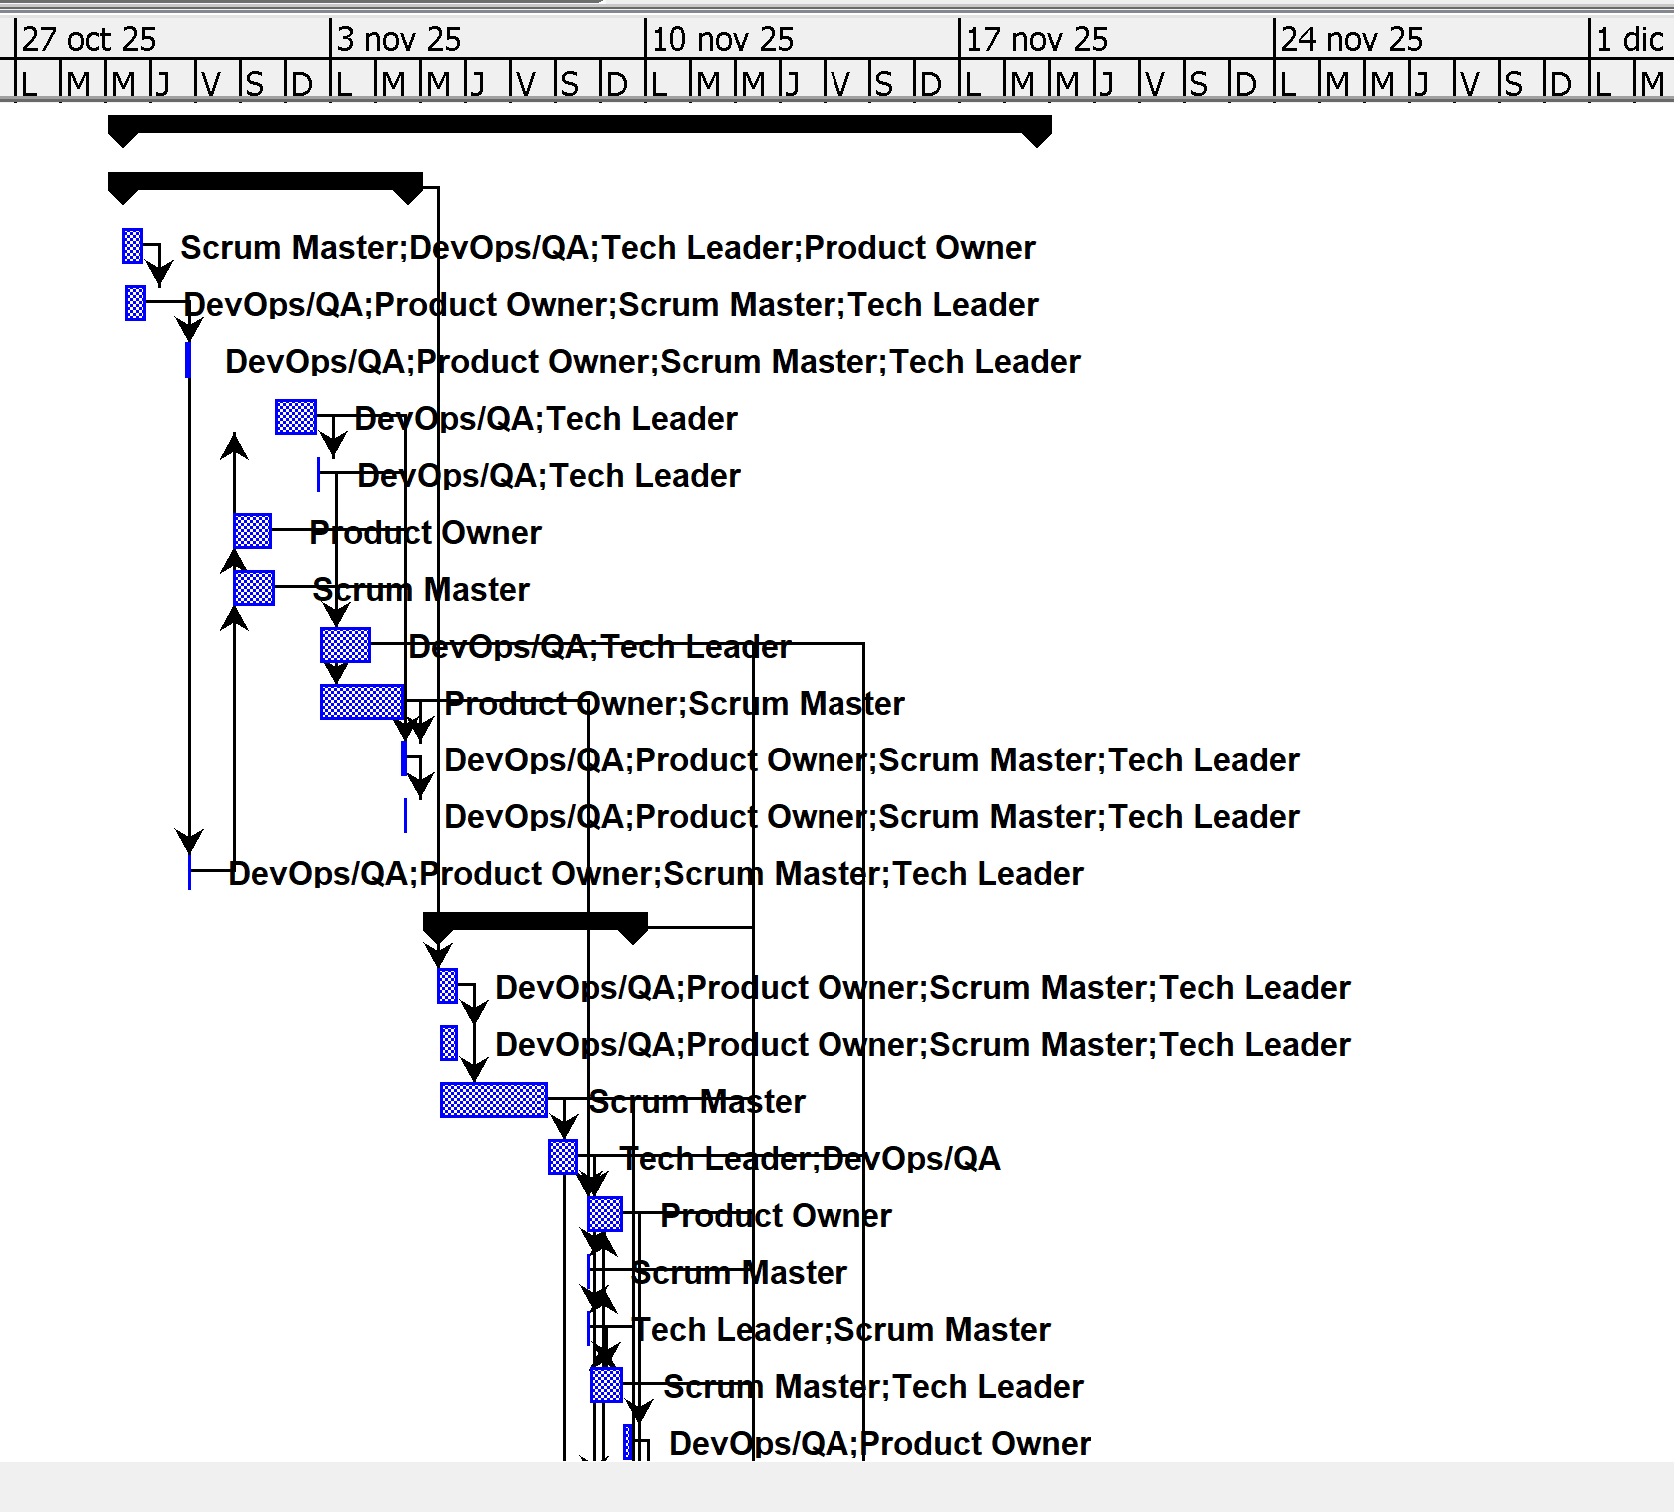 27 oct 25 3 nov 25 10 nov 25 17 nov 25 24 nov 25 1 dic
L M M J V S D L M M J V S D L M M J V S D L M M J V S D L M M J V S D L M
Scrum Master;DevOps/QA;Tech Leader;Product Owner
DevOps/QA;Product Owner;Scrum Master;Tech Leader
DevOps/QA;Product Owner;Scrum Master;Tech Leader
DevOps/QA;Tech Leader
DevOps/QA;Tech Leader
Product Owner
Scrum Master
DevOps/QA;Tech Leader
Product Owner;Scrum Master
DevOps/QA;Product Owner;Scrum Master;Tech Leader
DevOps/QA;Product Owner;Scrum Master;Tech Leader
DevOps/QA;Product Owner;Scrum Master;Tech Leader
DevOps/QA;Product Owner;Scrum Master;Tech Leader
DevOps/QA;Product Owner;Scrum Master;Tech Leader
Scrum Master
Tech Leader;DevOps/QA
Product Owner
Scrum Master
Tech Leader;Scrum Master
Scrum Master;Tech Leader
DevOps/QA;Product Owner